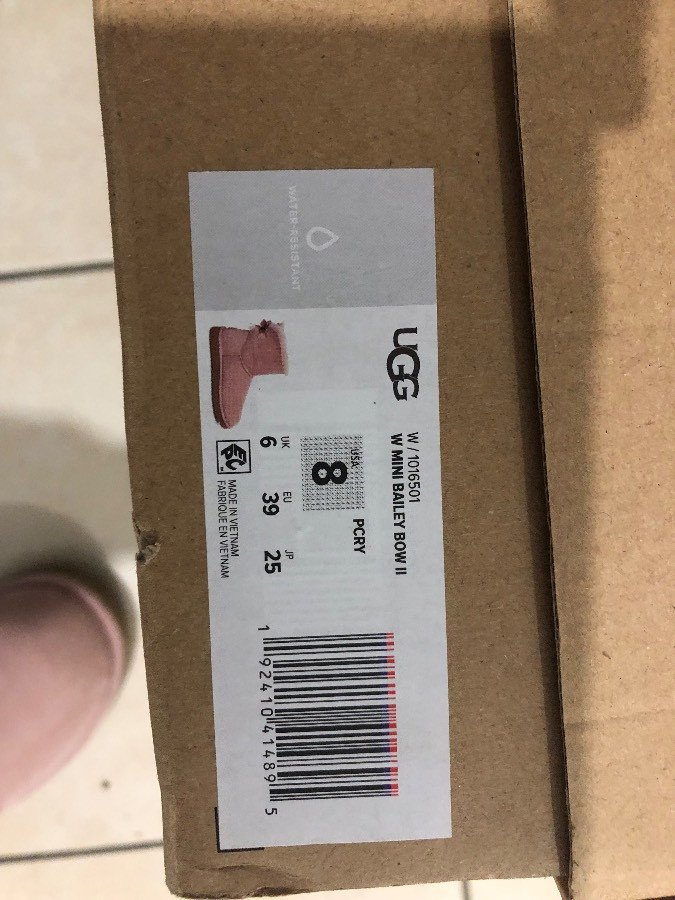 WATER-RESISTANT
UGG
W / 1016501
W MINI BAILEY BOW II
PCRY
USA
8
UK EU JP
6 39 25
MADE IN VIETNAM
FABRIQUE EN VIETNAM
1 92410 41489 5